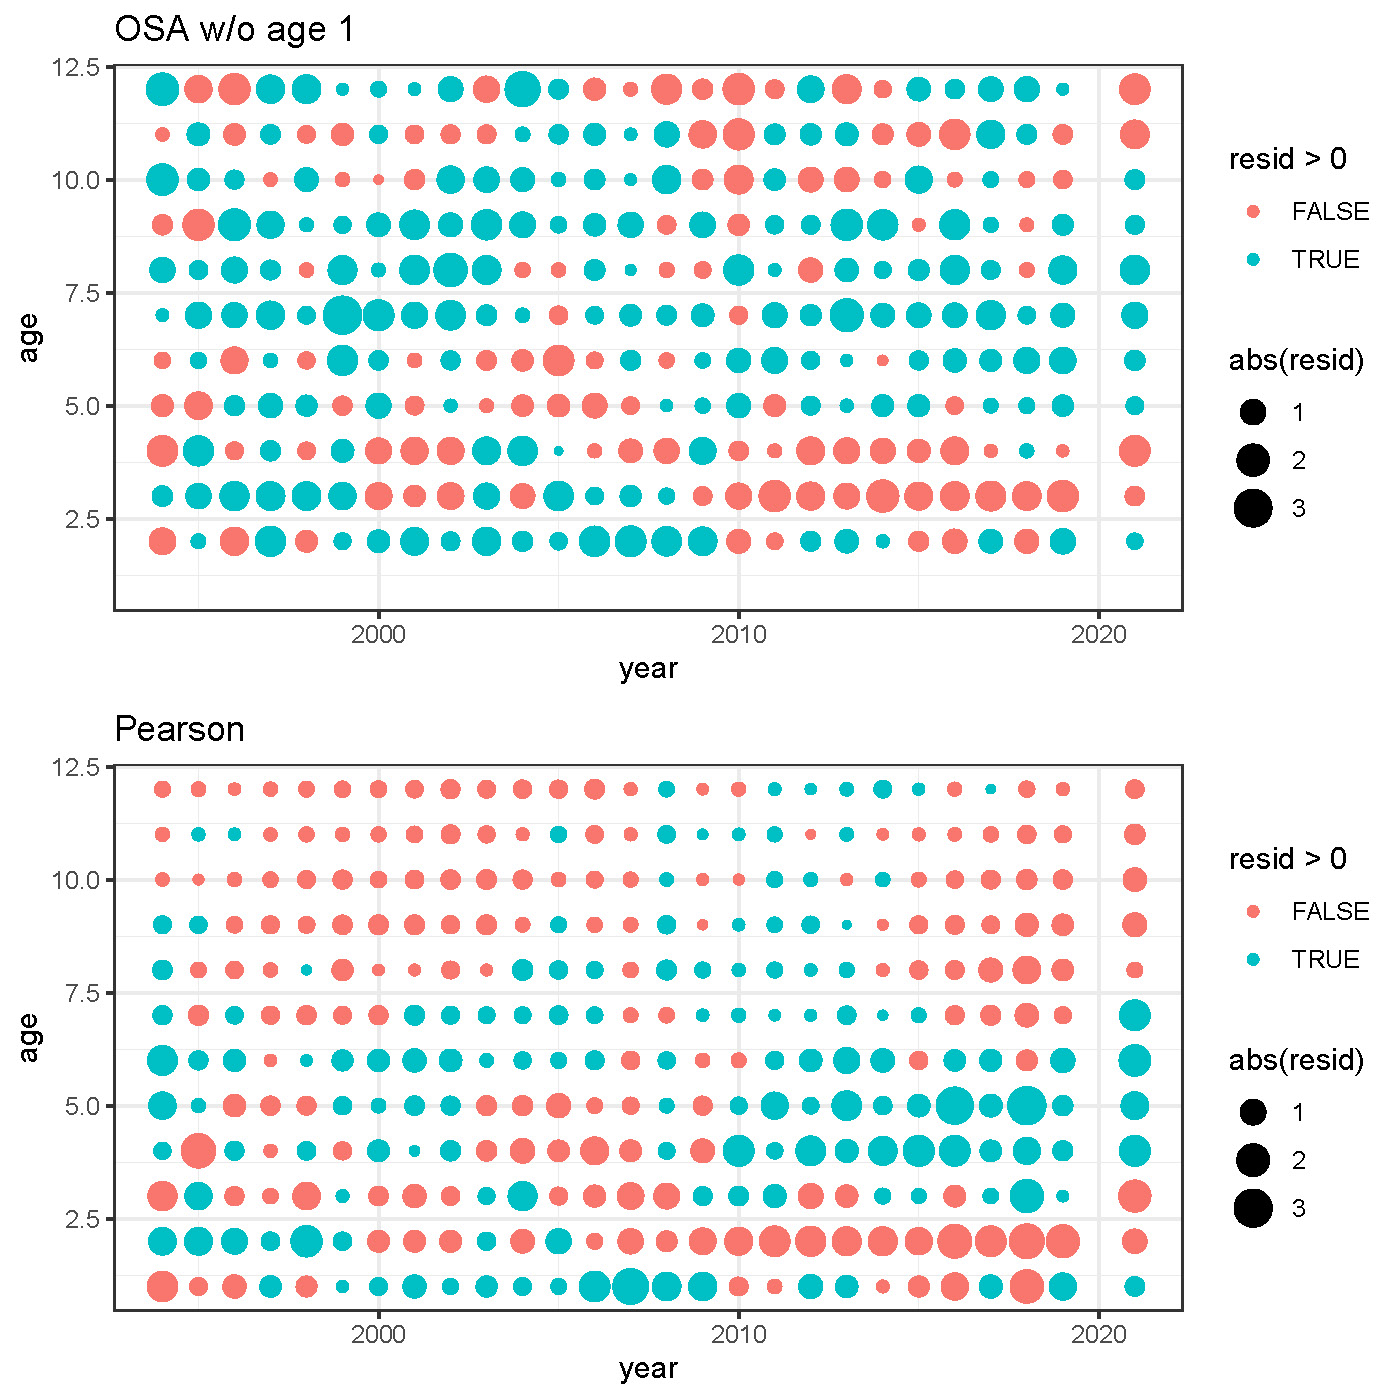 OSA w/o age 1
12.5
10.0
7.5
5.0
2.5
age
2000 2010 2020
year
resid > 0
FALSE
TRUE
abs(resid)
1
2
3
Pearson
12.5
10.0
7.5
5.0
2.5
age
2000 2010 2020
year
resid > 0
FALSE
TRUE
abs(resid)
1
2
3